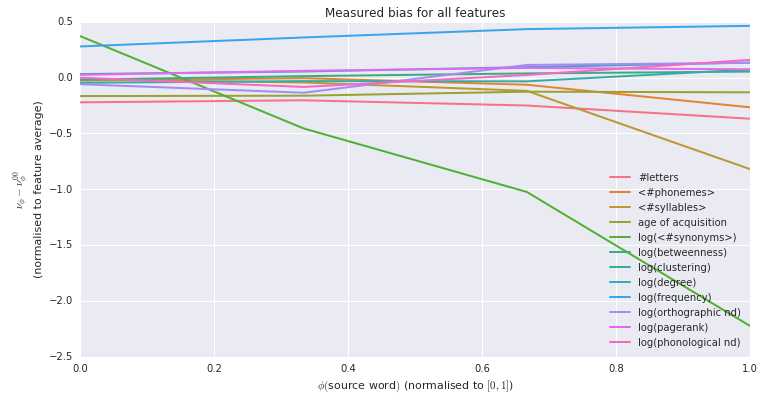 Measured bias for all features
0.5
0.0
−0.5
−1.0
−1.5
−2.0
−2.5
ν_ϕ − ν_ϕ^00
(normalised to feature average)
#letters
<#phonemes>
<#syllables>
age of acquisition
log(<#synonyms>)
log(betweenness)
log(clustering)
log(degree)
log(frequency)
log(orthographic nd)
log(pagerank)
log(phonological nd)
0.0 0.2 0.4 0.6 0.8 1.0
ϕ(source word) (normalised to [0, 1])